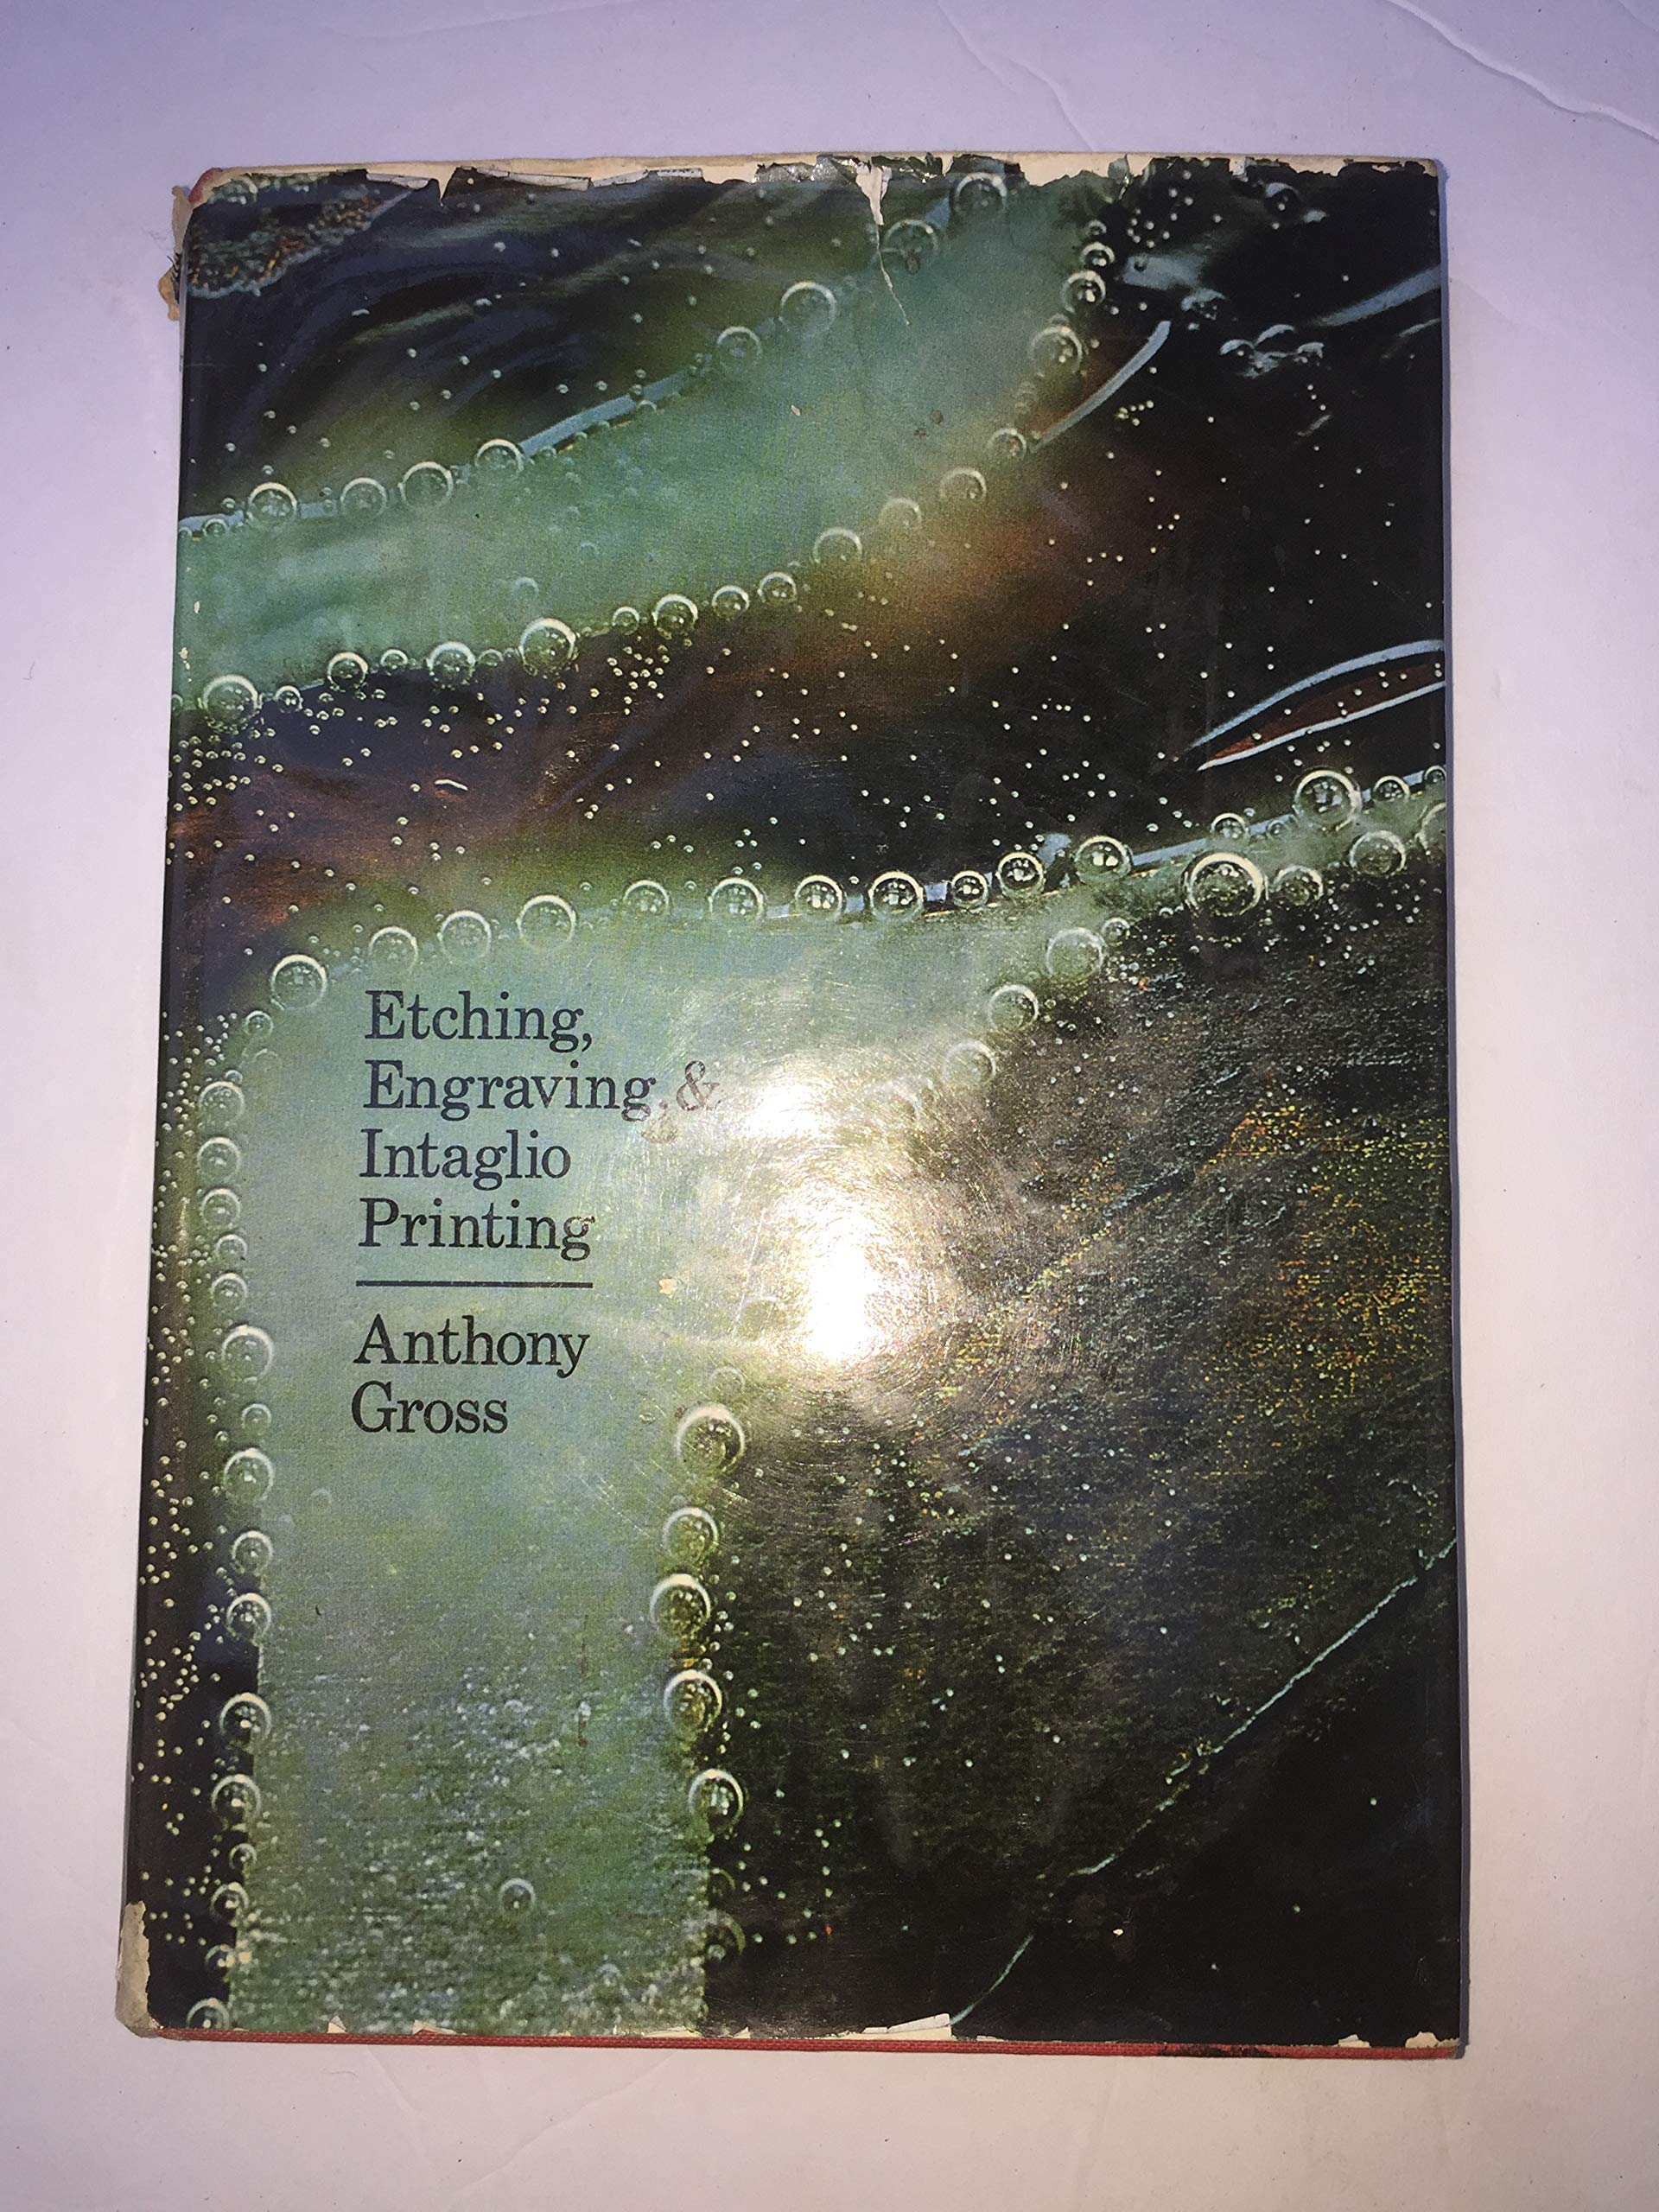 Etching,
Engraving, &
Intaglio
Printing
Anthony
Gross